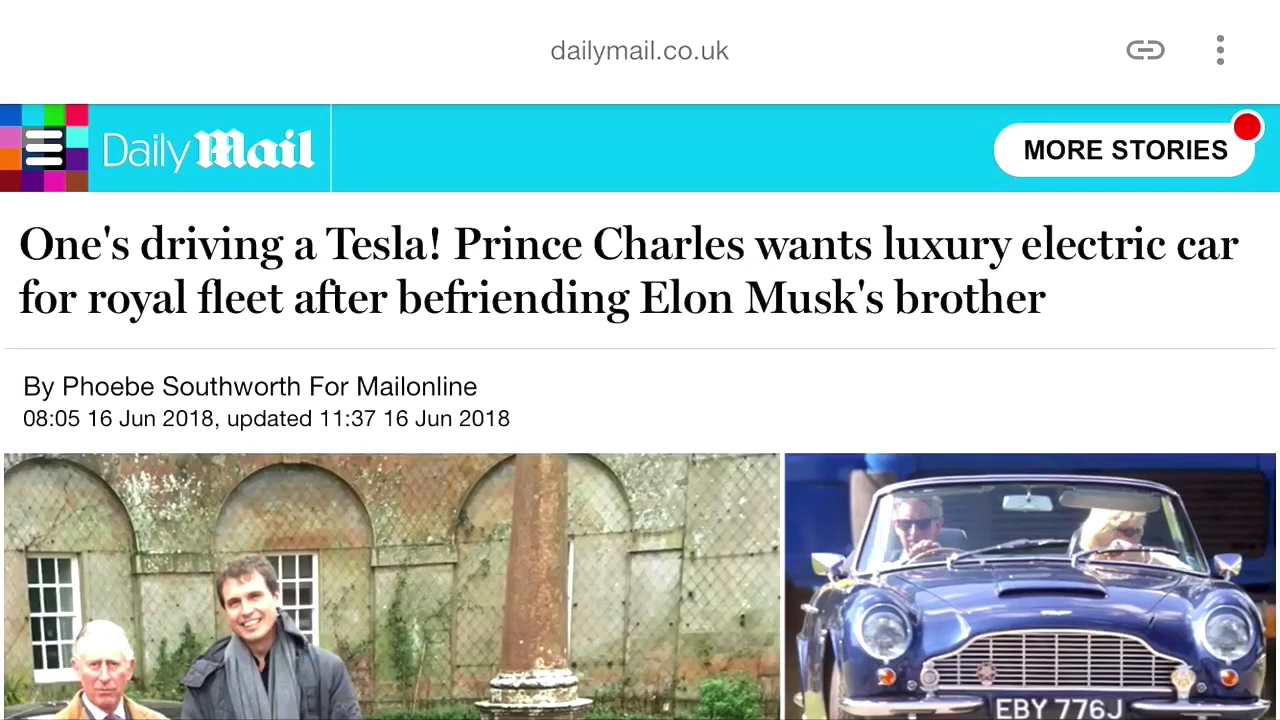 dailymail.co.uk
Daily Mail
MORE STORIES
One's driving a Tesla! Prince Charles wants luxury electric car
for royal fleet after befriending Elon Musk's brother
By Phoebe Southworth For Mailonline
08:05 16 Jun 2018, updated 11:37 16 Jun 2018
EBY 776J